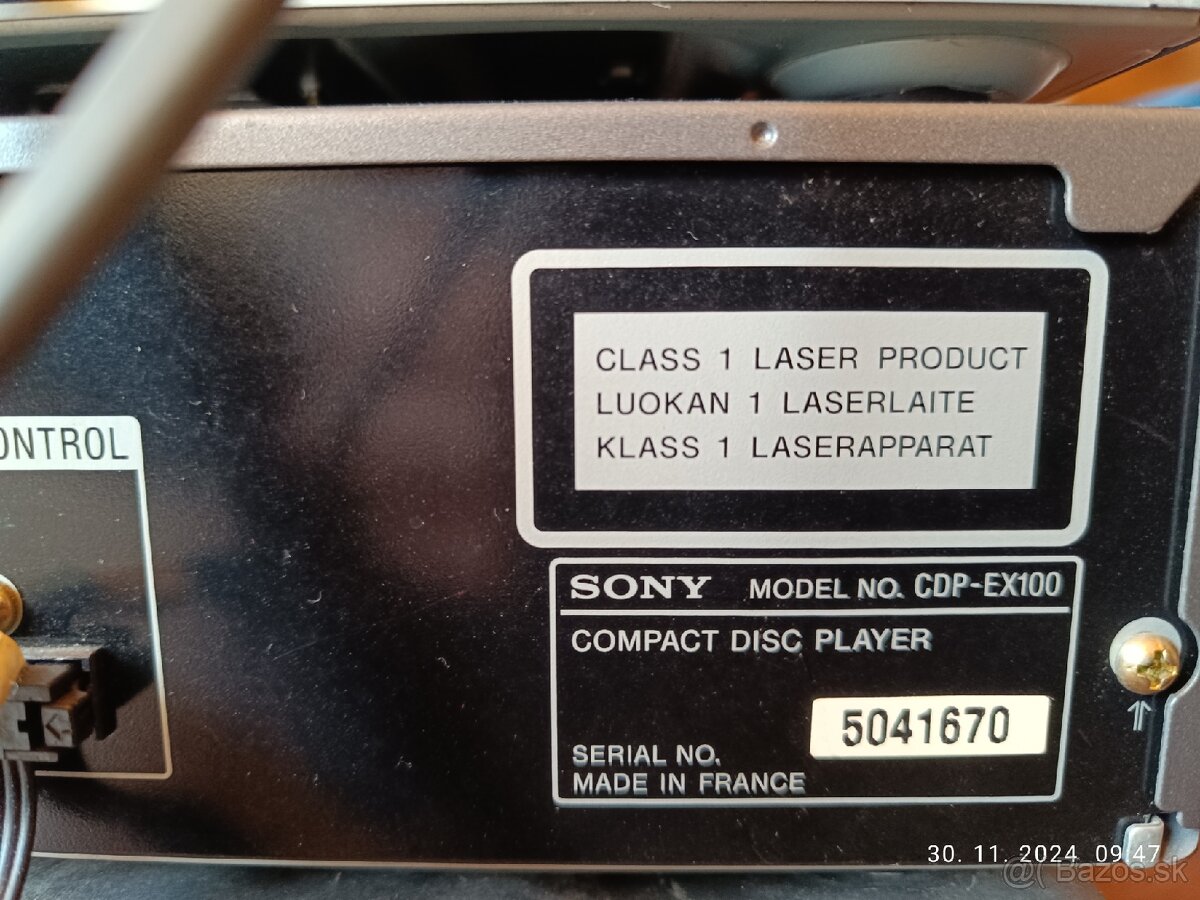 CLASS 1 LASER PRODUCT
LUOKAN 1 LASERLAITE
KLASS 1 LASERAPPARAT
ONTROL
SONY MODEL NO. CDP-EX100
COMPACT DISC PLAYER
5041670
SERIAL NO.
MADE IN FRANCE
30. 11. 2024 09:47
@( Bazos.sk